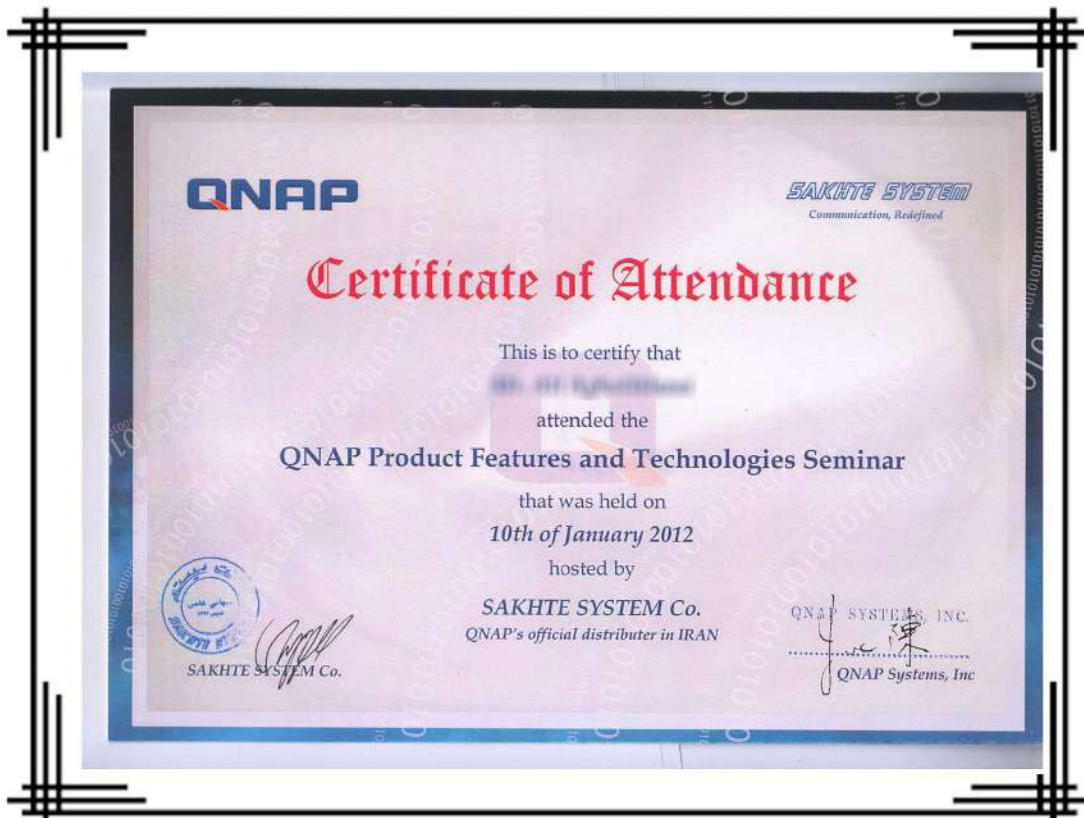 QNAP
SAKHTE SYSTEM
Communication, Redefined
Certificate of Attendance
This is to certify that
attended the
QNAP Product Features and Technologies Seminar
that was held on
10th of January 2012
hosted by
SAKHTE SYSTEM Co.
QNAP's official distributer in IRAN
SAKHTE SYSTEM Co.
QNAP SYSTEMS, INC.
QNAP Systems, Inc